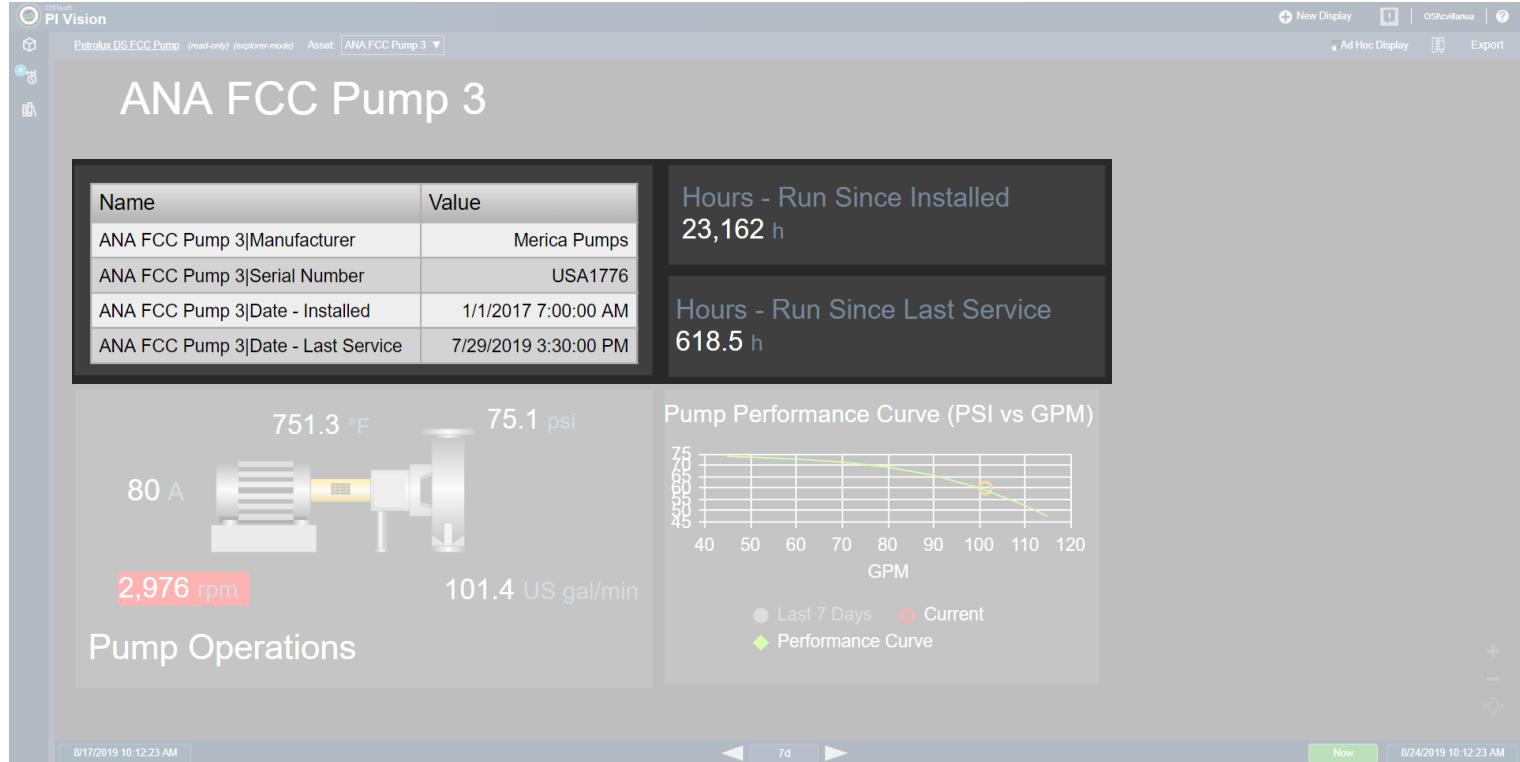 OSIsoft
PI Vision
New Display
OSIhcvillanua
Petrolux DS FCC Pump (read-only) (explorer-mode) Asset: ANA FCC Pump 3 ▼
Ad Hoc Display
Export
ANA FCC Pump 3
Name Value
ANA FCC Pump 3|Manufacturer Merica Pumps
ANA FCC Pump 3|Serial Number USA1776
ANA FCC Pump 3|Date - Installed 1/1/2017 7:00:00 AM
ANA FCC Pump 3|Date - Last Service 7/29/2019 3:30:00 PM
Hours - Run Since Installed
23,162 h
Hours - Run Since Last Service
618.5 h
751.3 °F
75.1 psi
80 A
2,976 rpm
101.4 US gal/min
Pump Operations
Pump Performance Curve (PSI vs GPM)
75
70
65
60
55
50
45
40 50 60 70 80 90 100 110 120
GPM
Last 7 Days Current
Performance Curve
8/17/2019 10:12:23 AM
7d
Now
8/24/2019 10:12:23 AM